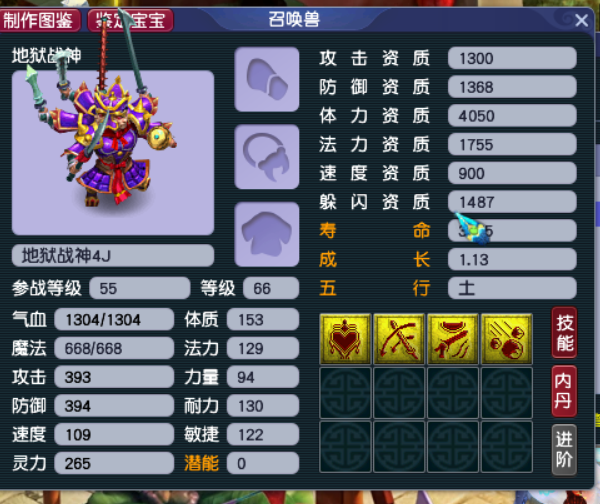 制作图鉴 鉴定宝宝 召唤兽
地狱战神
攻击资质 1300
防御资质 1368
体力资质 4050
法力资质 1755
速度资质 900
躲闪资质 1487
寿命
成长 1.13
五行 土
地狱战神4J
参战等级 55 等级 66
气血 1304/1304 体质 153
魔法 668/668 法力 129
攻击 393 力量 94
防御 394 耐力 130
速度 109 敏捷 122
灵力 265 潜能 0
技能
内丹
进阶